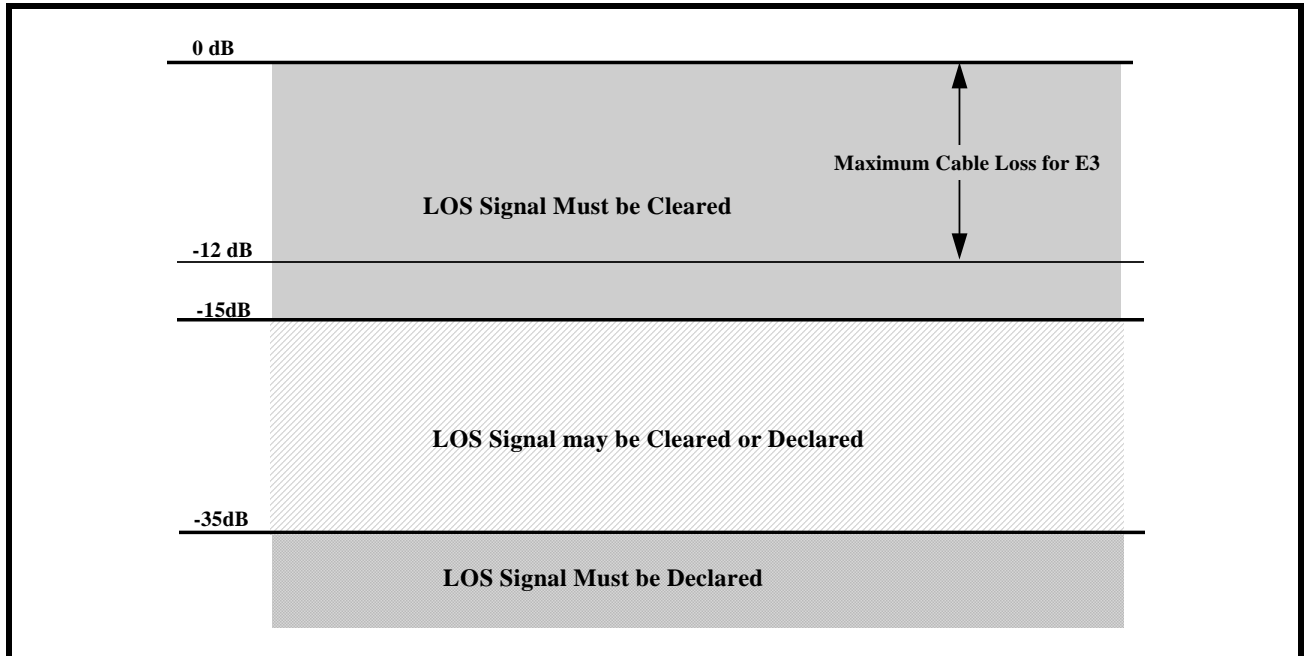 0 dB
Maximum Cable Loss for E3
LOS Signal Must be Cleared
-12 dB
-15dB
LOS Signal may be Cleared or Declared
-35dB
LOS Signal Must be Declared